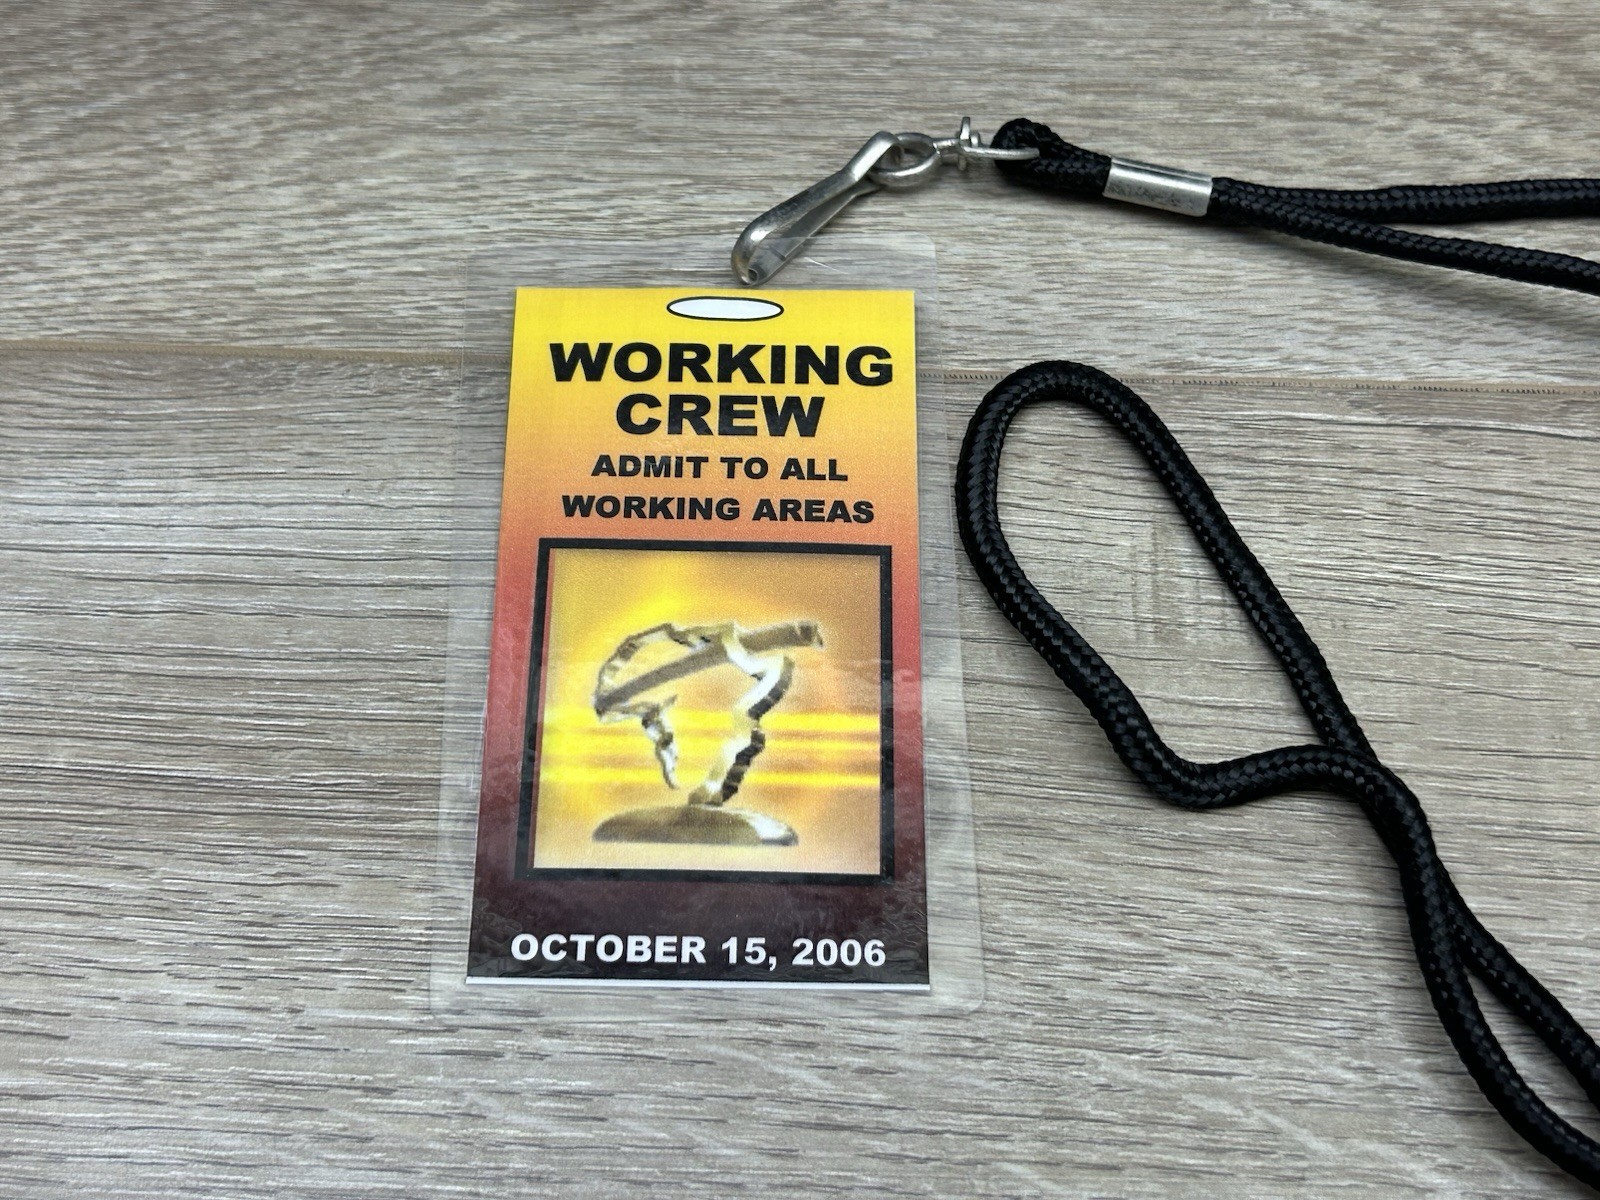 WORKING
CREW
ADMIT TO ALL
WORKING AREAS
OCTOBER 15, 2006